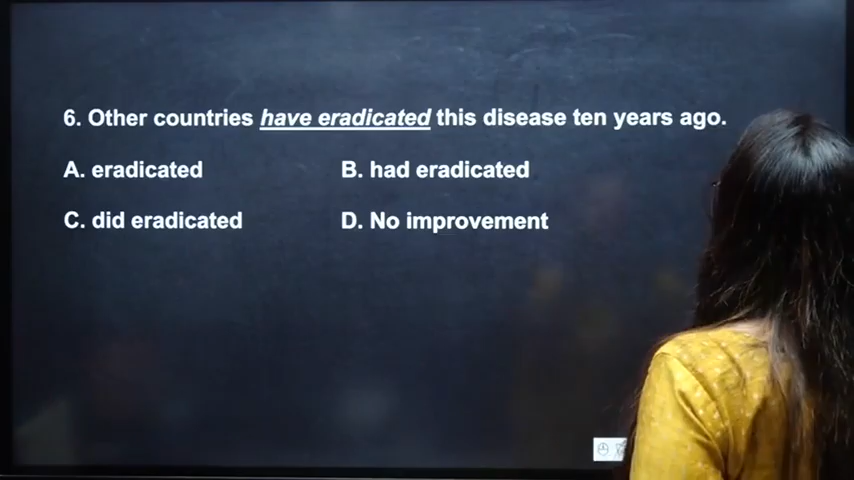 6. Other countries have eradicated this disease ten years ago.
A. eradicated B. had eradicated
C. did eradicated D. No improvement